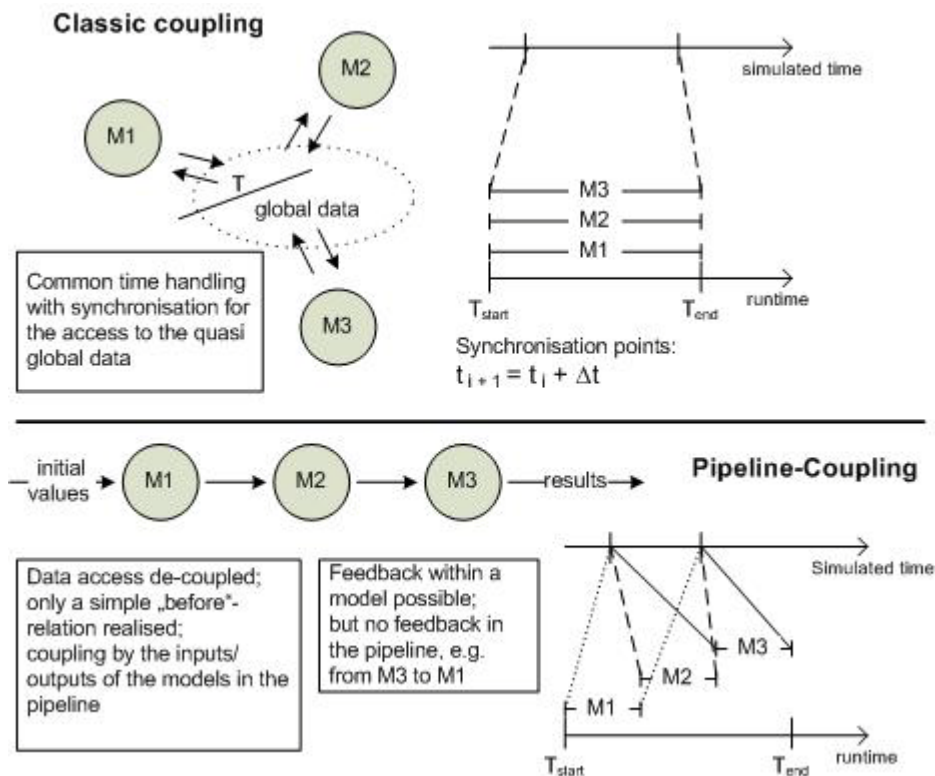 Classic coupling
M2
M1
T
global data
M3
Common time handling
with synchronisation for
the access to the quasi
global data
simulated time
M3
M2
M1
runtime
Tstart
Tend
Synchronisation points:
t i + 1 = t i + Δt
initial
values
M1
M2
M3
results
Pipeline-Coupling
Data access de-coupled;
only a simple „before“-
relation realised;
coupling by the inputs/
outputs of the models in the
pipeline
Feedback within a
model possible;
but no feedback in
the pipeline, e.g.
from M3 to M1
Simulated time
M3
M2
M1
Tstart
Tend
runtime